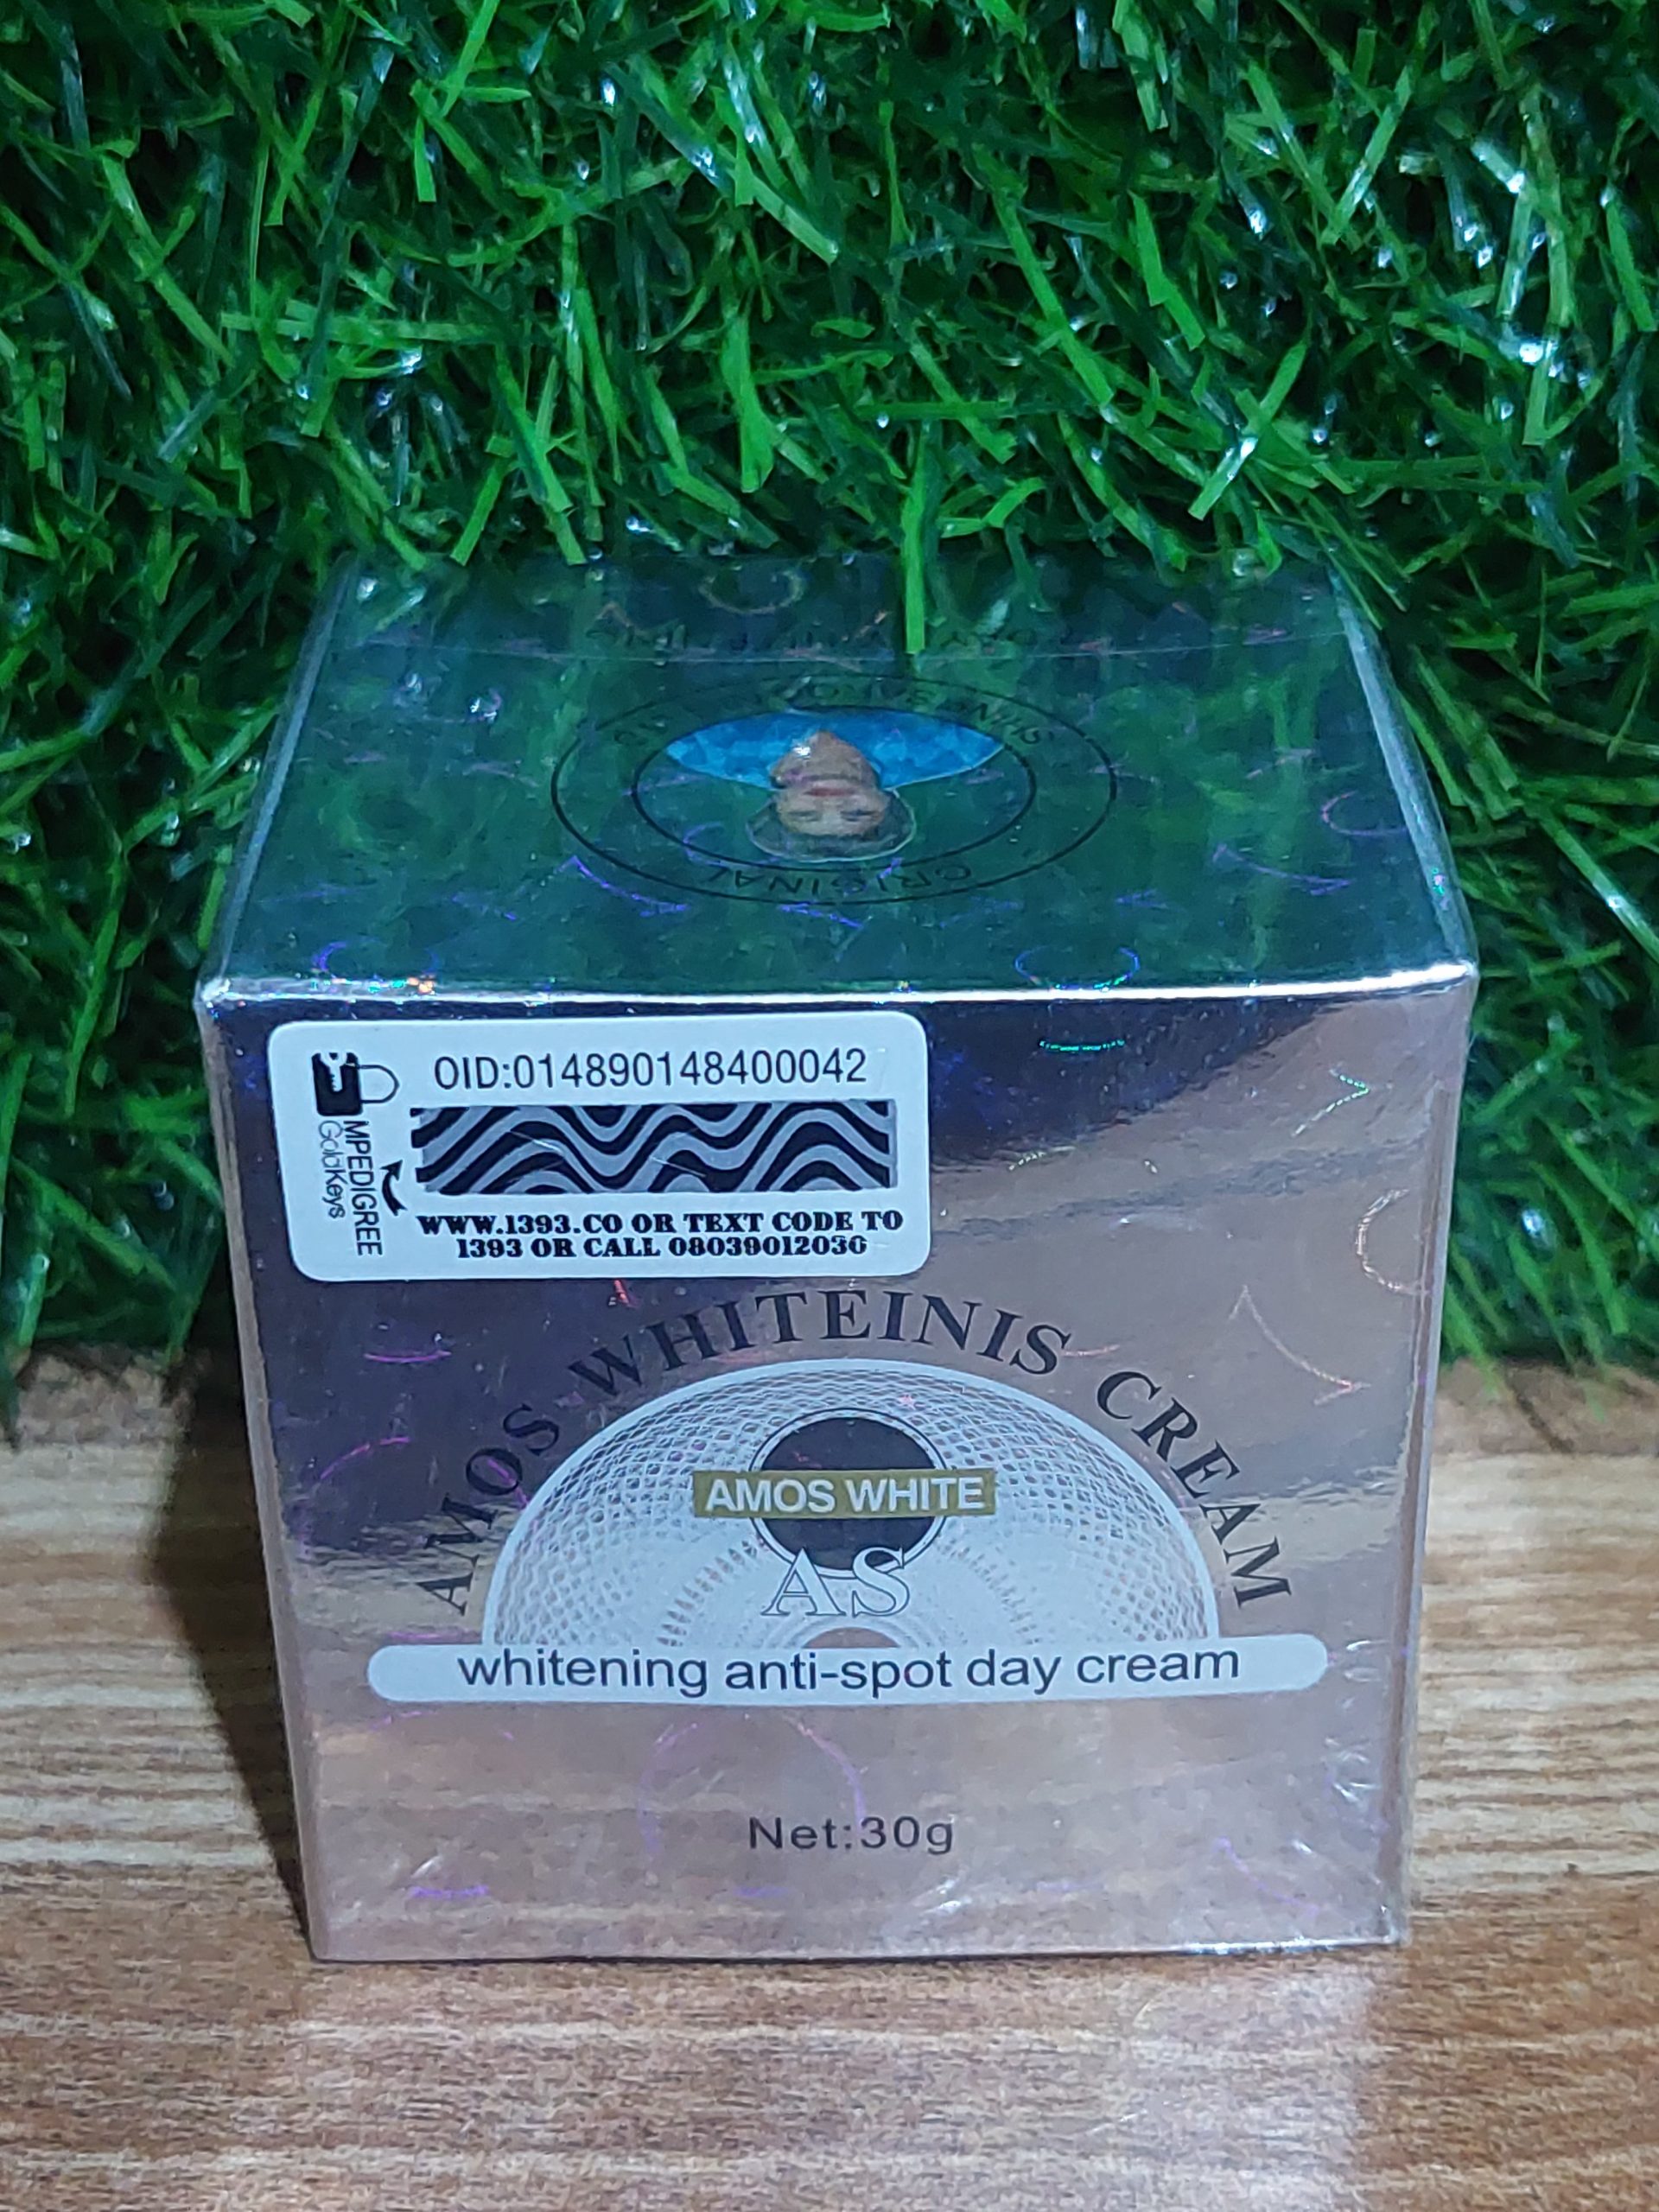 ORIGINAL
OID:014890148400042
MPEDIGREE
GoldKeys
WWW.1393.CO OR TEXT CODE TO
1393 OR CALL 08039012036
AMOS WHITEINIS CREAM
AMOS WHITE
AS
whitening anti-spot day cream
Net:30g